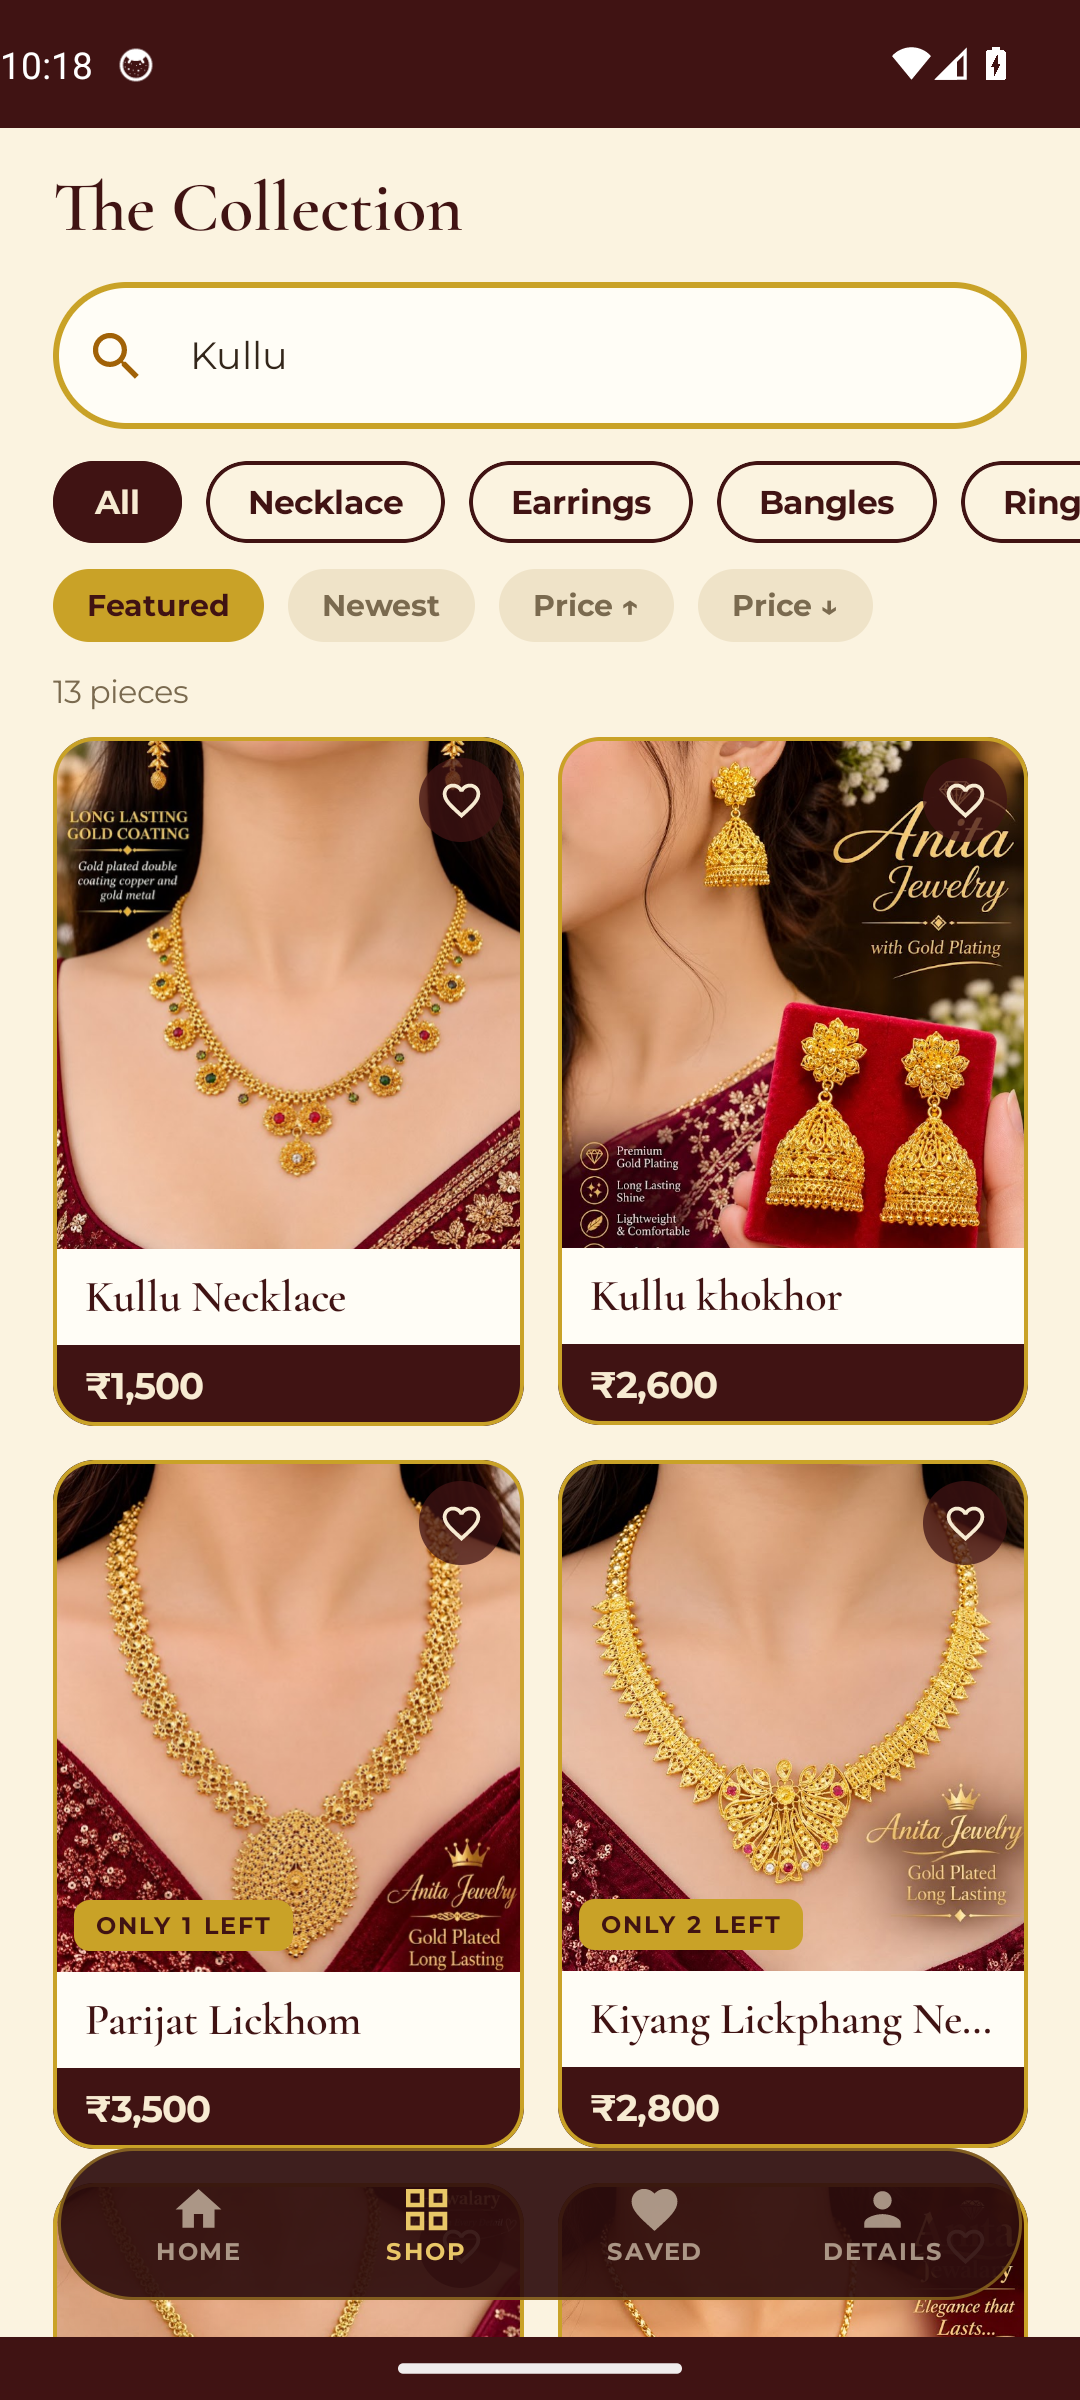 10:18
The Collection
Kullu
All
Necklace
Earrings
Bangles
Ring
Featured
Newest
Price ↑
Price ↓
13 pieces
LONG LASTING
GOLD COATING
Gold plated double
coating copper and
gold metal
Anita
Jewelry
with Gold Plating
Premium
Gold Plating
Long Lasting
Shine
Lightweight
& Comfortable
Kullu Necklace
₹1,500
Kullu khokhor
₹2,600
Anita Jewelry
Gold Plated
Long Lasting
ONLY 1 LEFT
Anita Jewelry
Gold Plated
Long Lasting
ONLY 2 LEFT
Parijat Lickhom
₹3,500
Kiyang Lickphang Ne...
₹2,800
HOME
SHOP
SAVED
DETAILS
Elegance that
Lasts...